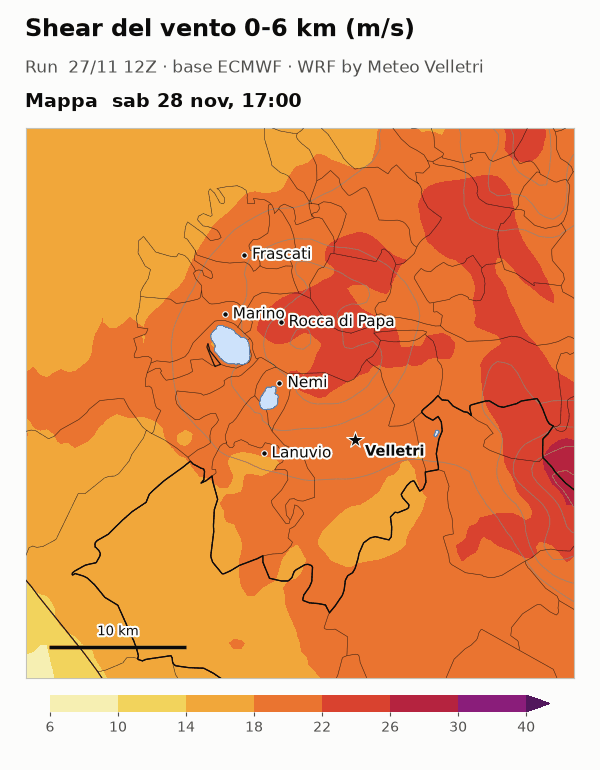 Shear del vento 0-6 km (m/s)
Run  27/11 12Z · base ECMWF · WRF by Meteo Velletri
Mappa  sab 28 nov, 17:00
Frascati
Marino
Rocca di Papa
Nemi
Velletri
Lanuvio
10 km
6 10 14 18 22 26 30 40